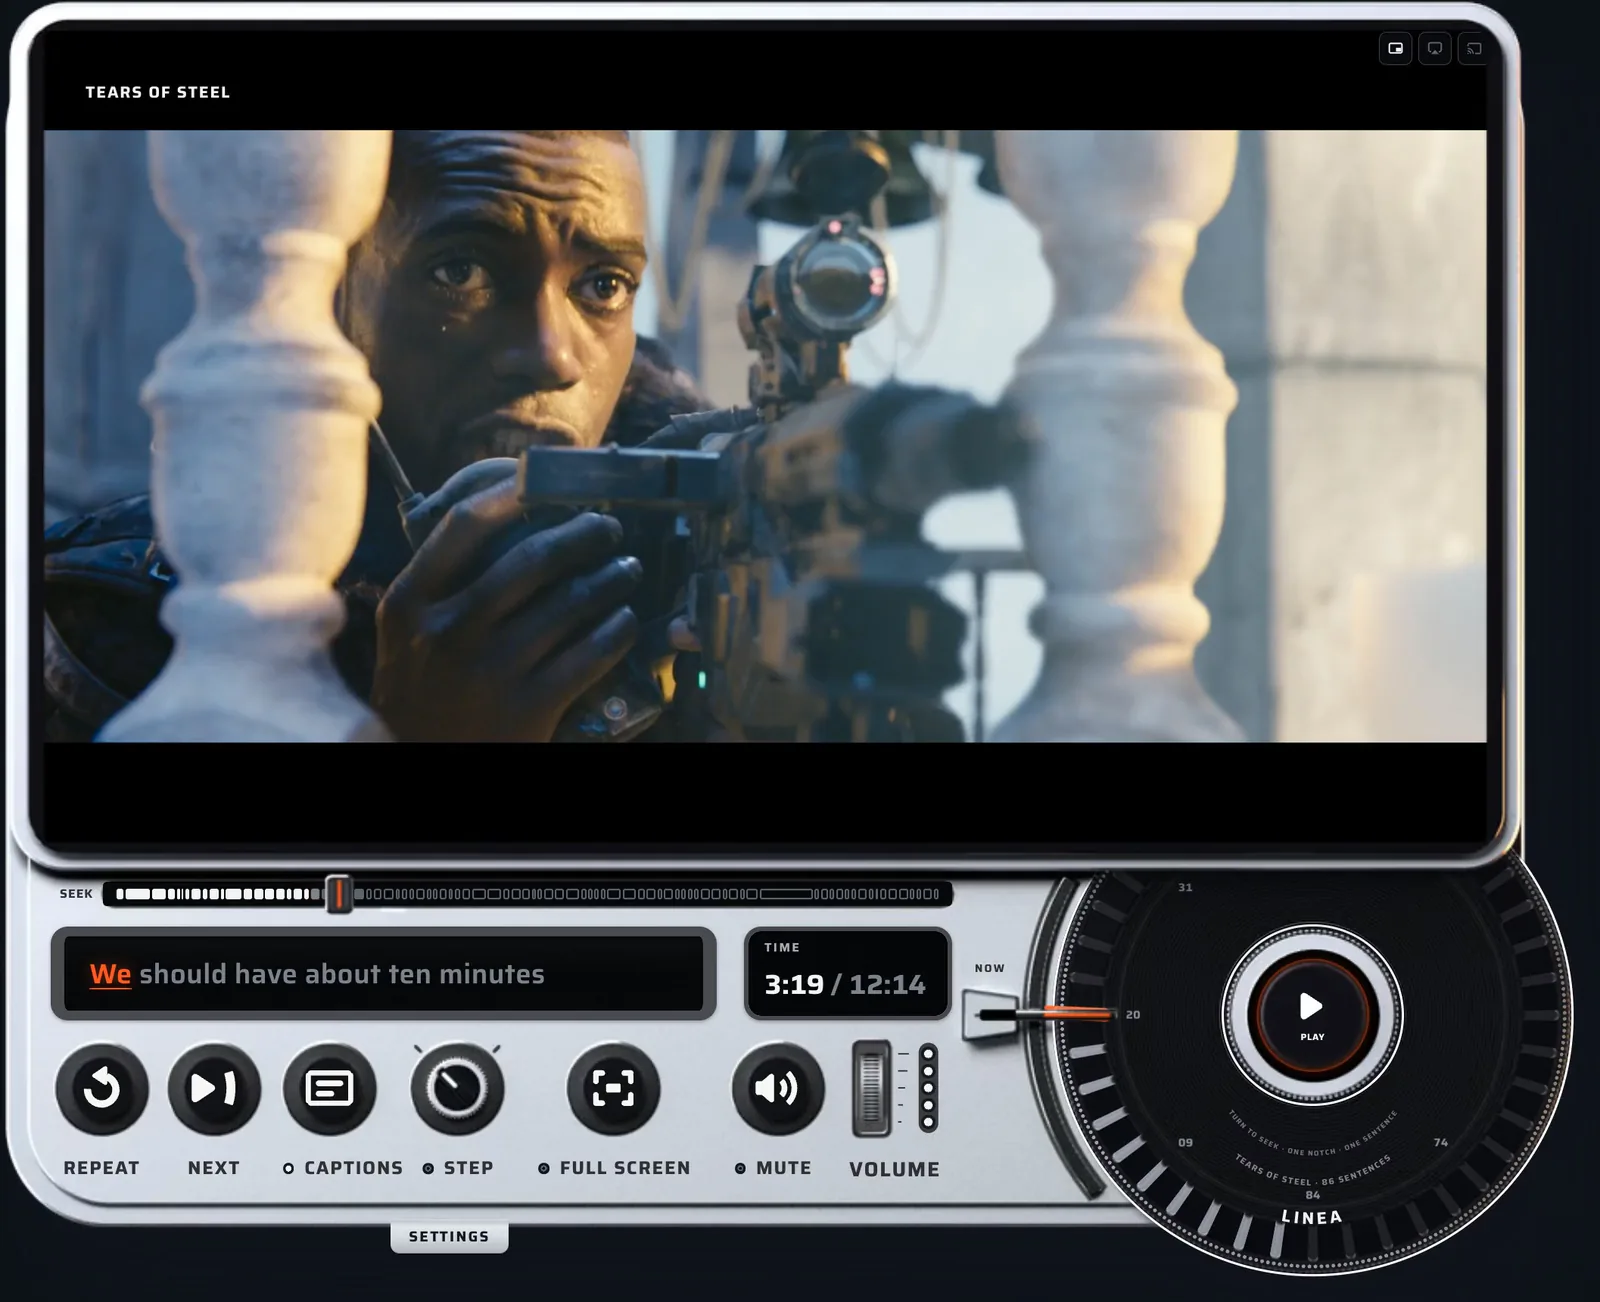 TEARS OF STEEL
SEEK
We should have about ten minutes
TIME
3:19 / 12:14
NOW
31
20
PLAY
09
74
TURN TO SEEK · ONE NOTCH · ONE SENTENCE
TEARS OF STEEL · 86 SENTENCES
84
LINEA
REPEAT
NEXT
CAPTIONS
STEP
FULL SCREEN
MUTE
VOLUME
SETTINGS